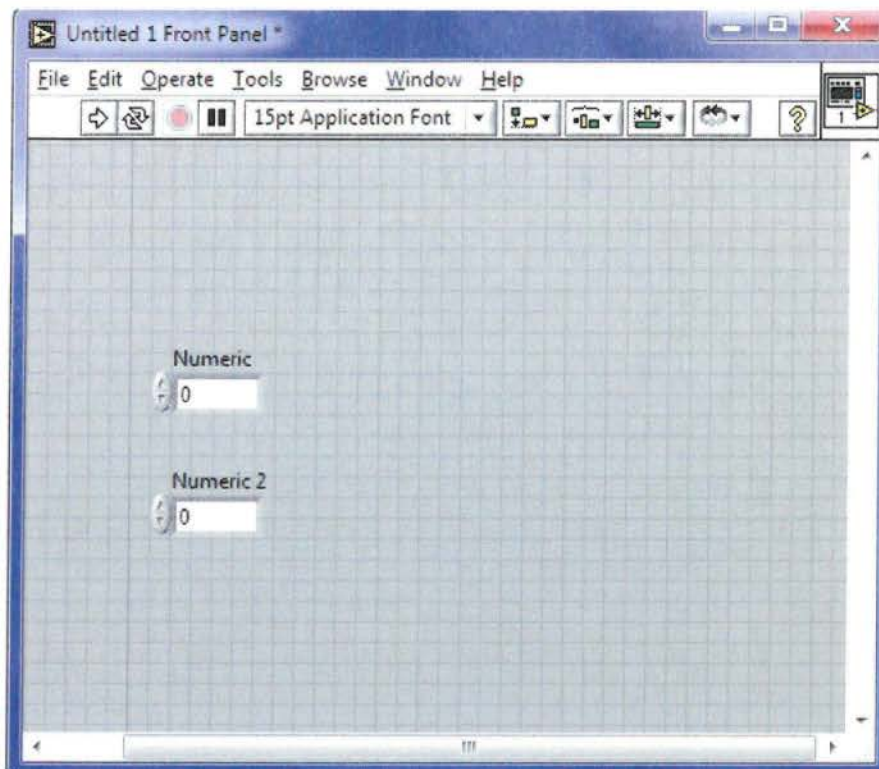 Untitled 1 Front Panel *
File Edit Operate Tools Browse Window Help
15pt Application Font
1
Numeric
0
Numeric 2
0